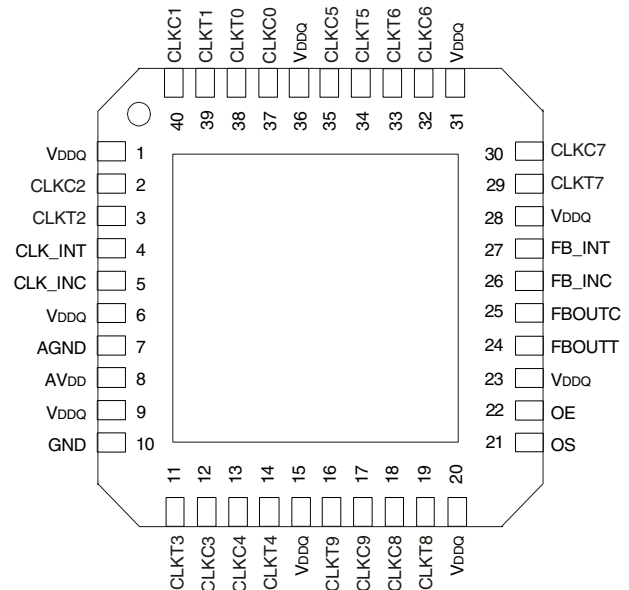 CLKC1 CLKT1 CLKT0 CLKC0 VDDQ CLKC5 CLKT5 CLKT6 CLKC6 VDDQ
40 39 38 37 36 35 34 33 32 31
VDDQ 1
CLKC2 2
CLKT2 3
CLK_INT 4
CLK_INC 5
VDDQ 6
AGND 7
AVDD 8
VDDQ 9
GND 10
30 CLKC7
29 CLKT7
28 VDDQ
27 FB_INT
26 FB_INC
25 FBOUTC
24 FBOUTT
23 VDDQ
22 OE
21 OS
11 12 13 14 15 16 17 18 19 20
CLKT3 CLKC3 CLKC4 CLKT4 VDDQ CLKT9 CLKC9 CLKC8 CLKT8 VDDQ